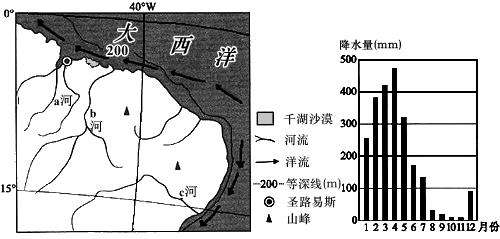 0°
40°W
大
西
洋
200
a河
b
河
c河
15°
千湖沙漠
河流
洋流
200 等深线(m)
圣路易斯
山峰
降水量(mm)
500
400
300
200
100
0
1 2 3 4 5 6 7 8 9 10 11 12 月份